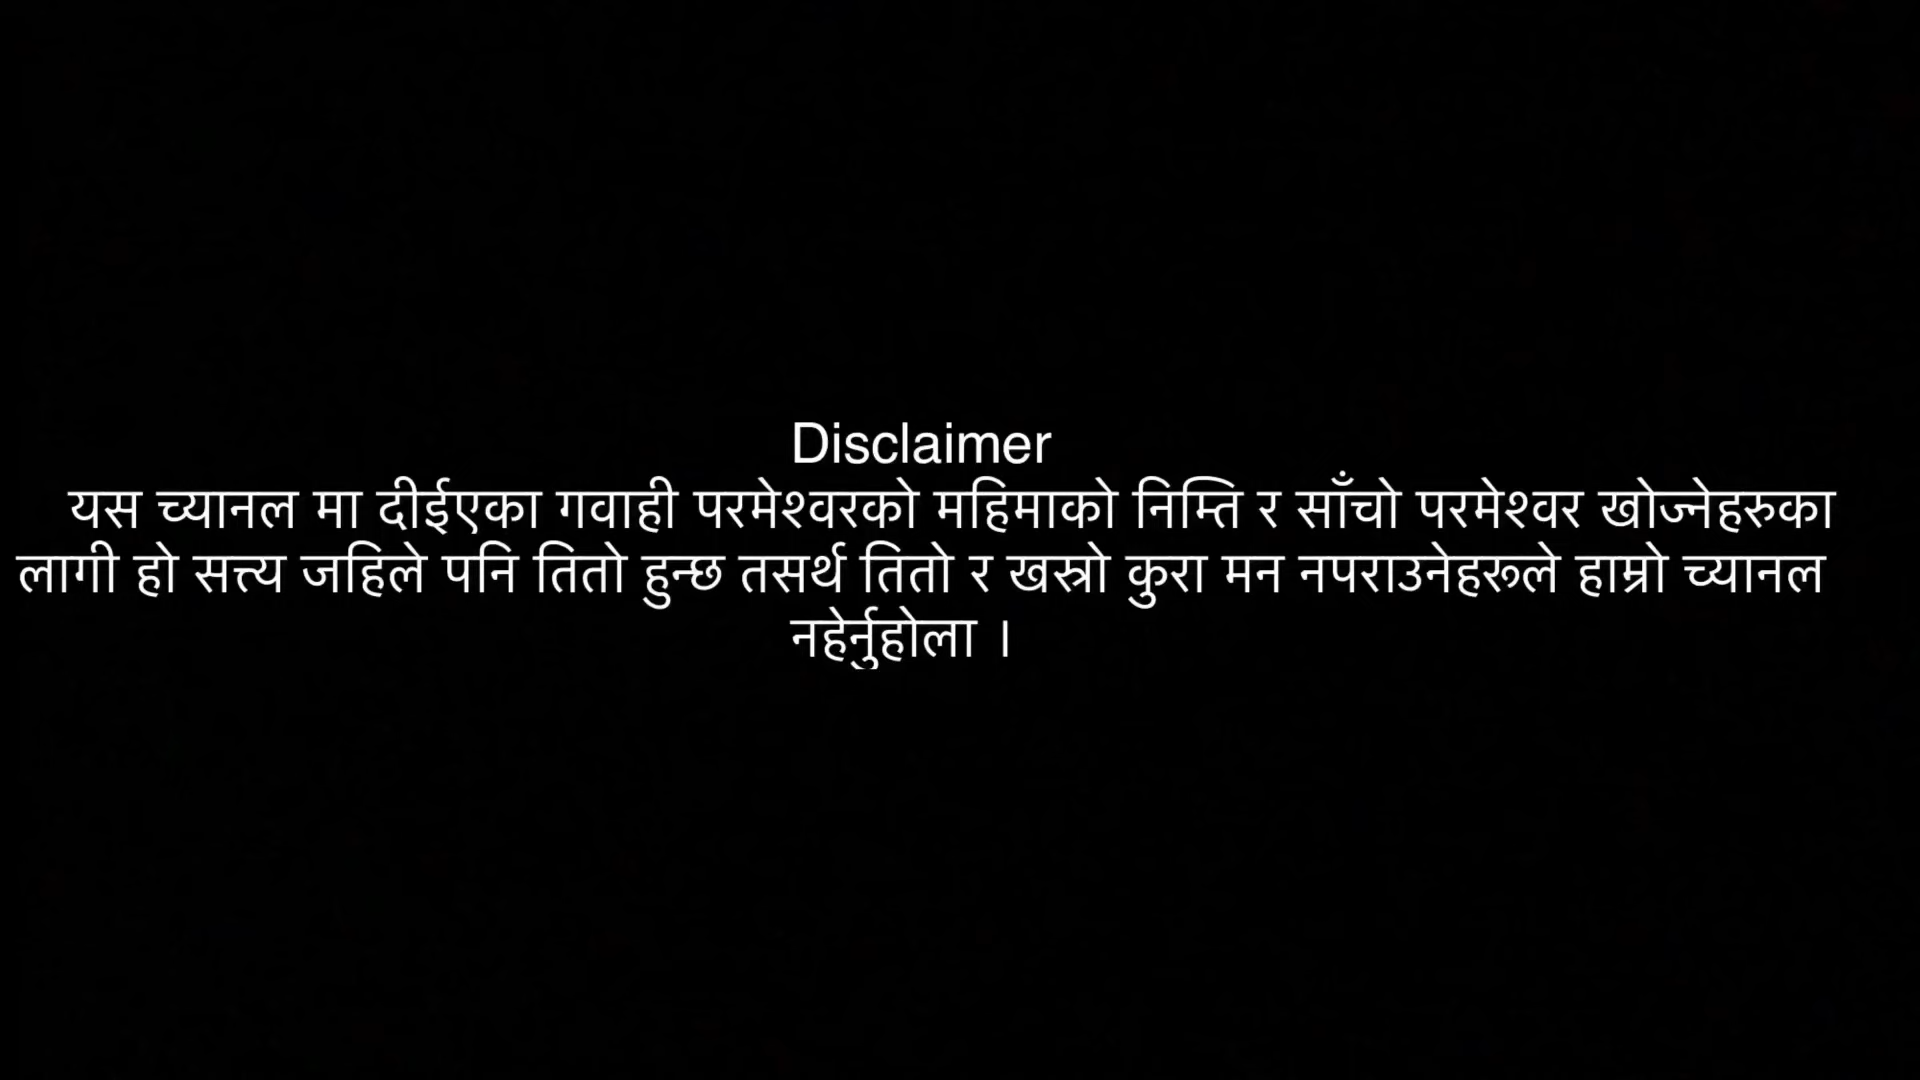 Disclaimer
यस च्यानल मा दीईएका गवाही परमेश्वरको महिमाको निम्ति र साँचो परमेश्वर खोज्नेहरुका
लागी हो सत्त्य जहिले पनि तितो हुन्छ तसर्थ तितो र खस्रो कुरा मन नपराउनेहरूले हाम्रो च्यानल
नहेर्नुहोला ।